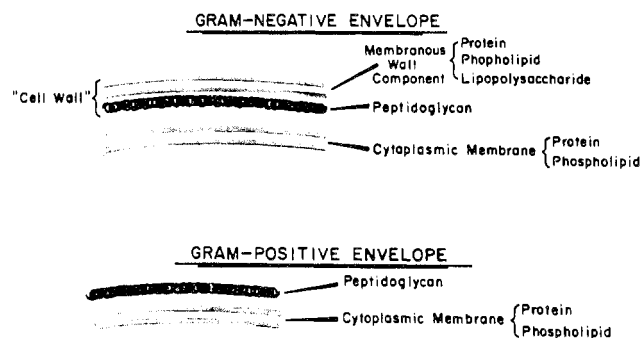 GRAM-NEGATIVE ENVELOPE
Membranous
Wall
Component
Protein
Phopholipid
Lipopolysaccharide
"Cell Wall"
Peptidoglycan
Cytoplasmic Membrane
Protein
Phospholipid
GRAM-POSITIVE ENVELOPE
Peptidoglycan
Cytoplasmic Membrane
Protein
Phospholipid